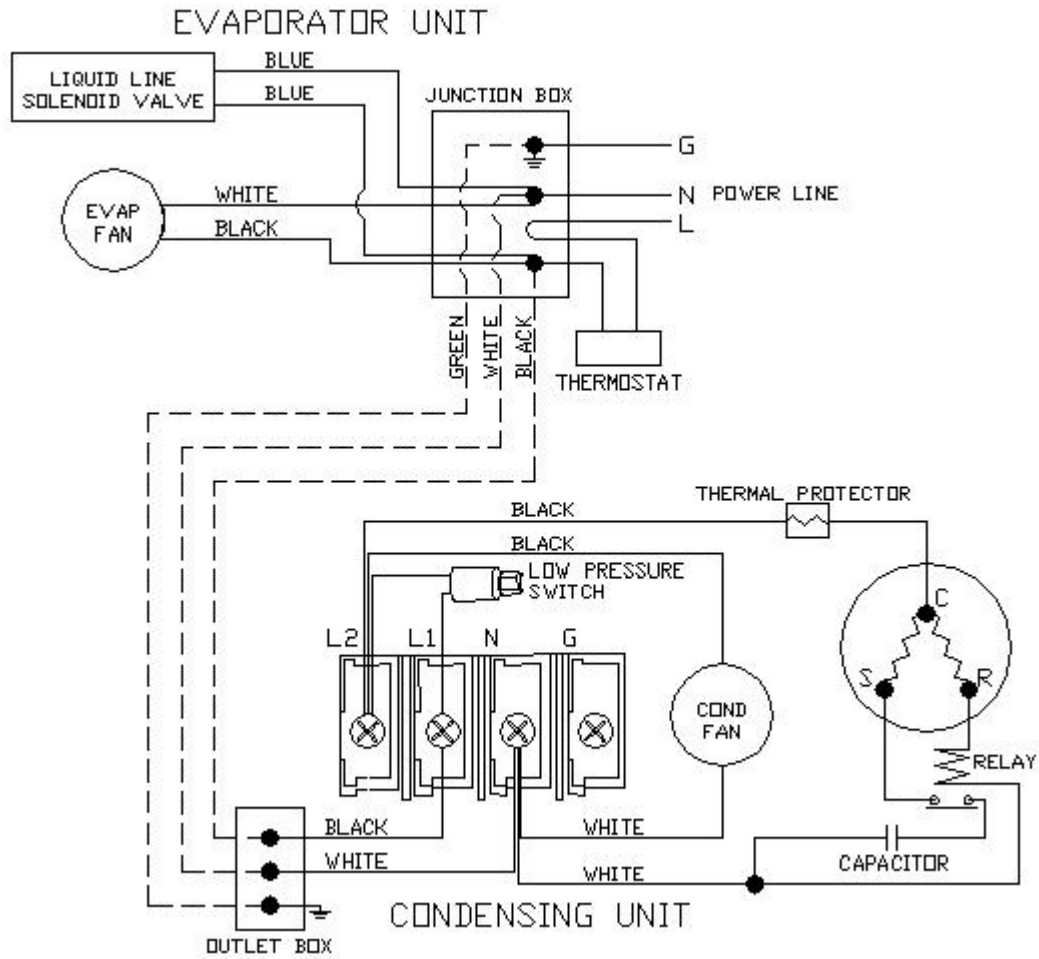 EVAPORATOR UNIT
LIQUID LINE
SOLENOID VALVE
BLUE
BLUE
JUNCTION BOX
G
N POWER LINE
L
EVAP
FAN
WHITE
BLACK
GREEN
WHITE
BLACK
THERMOSTAT
THERMAL PROTECTOR
BLACK
BLACK
LOW PRESSURE
SWITCH
L2
L1
N
G
COND
FAN
C
S
R
RELAY
CAPACITOR
BLACK
WHITE
WHITE
WHITE
OUTLET BOX
CONDENSING UNIT